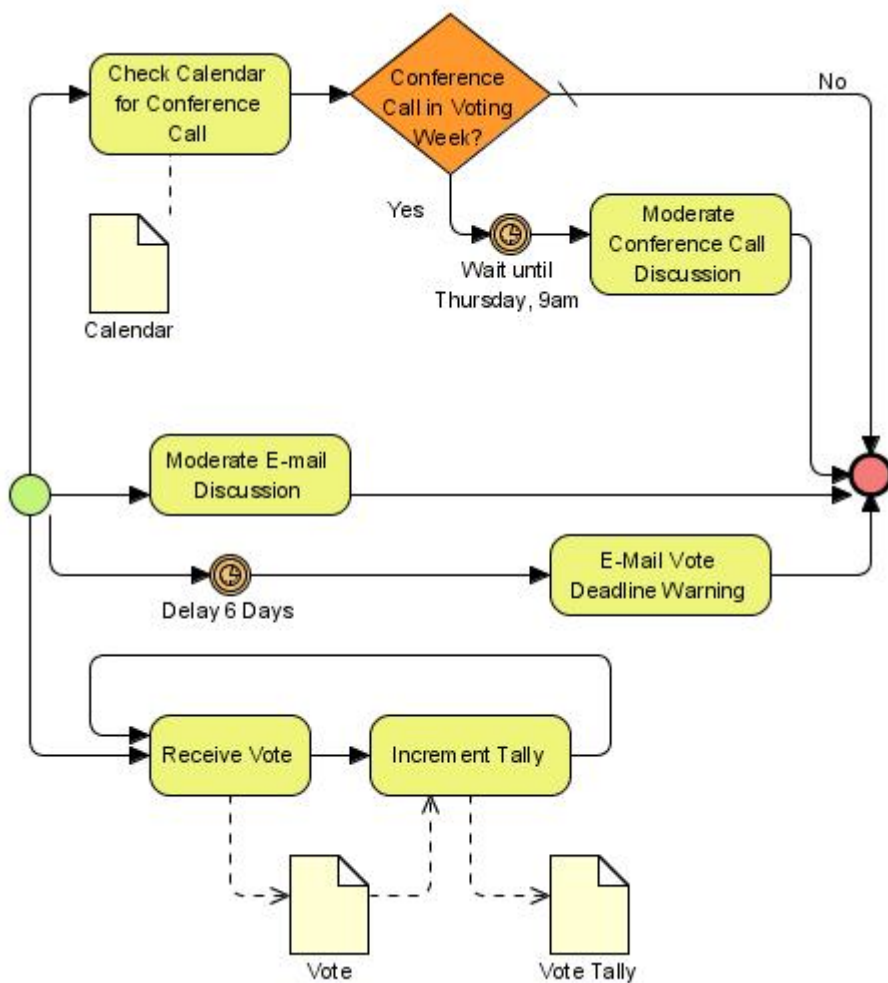 Check Calendar
for Conference
Call
Conference
Call in Voting
Week?
No
Yes
Wait until
Thursday, 9am
Moderate
Conference Call
Discussion
Calendar
Moderate E-mail
Discussion
Delay 6 Days
E-Mail Vote
Deadline Warning
Receive Vote
Increment Tally
Vote
Vote Tally